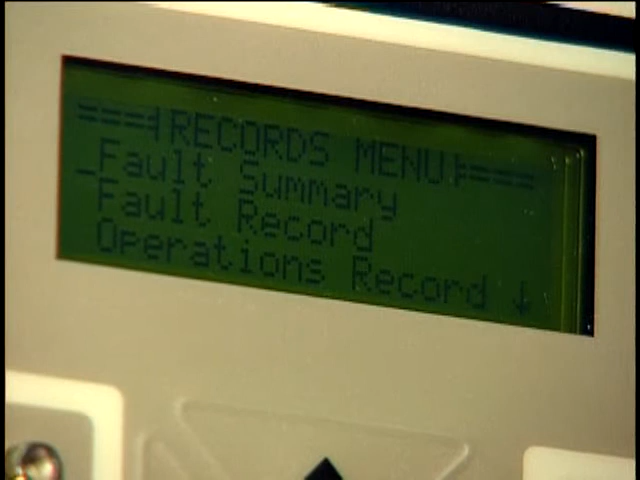 ===┤RECORDS MENU├===
_Fault Summary
Fault Record
Operations Record ↓